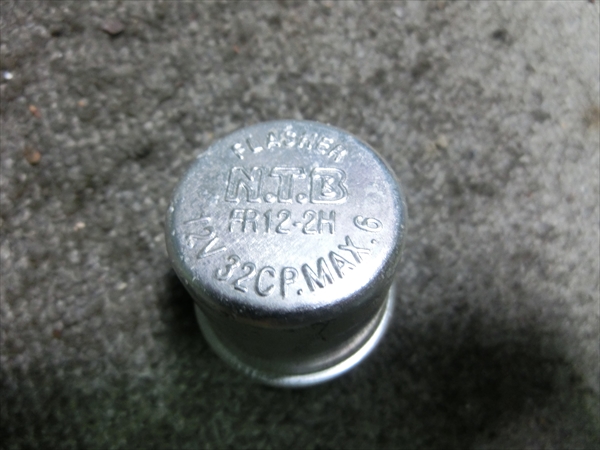 FLASHER
N.T.B
FR12-2H
12V 32CP. MAX. 6